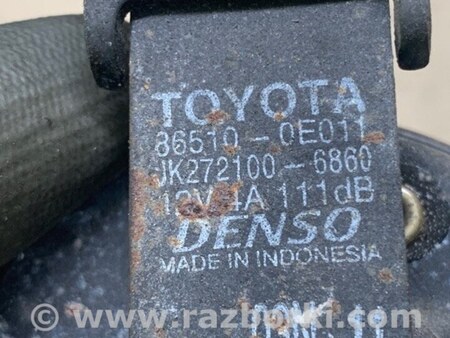 TOYOTA
86510-0E011
JK272100-6860
12V 4A 111dB
DENSO
MADE IN INDONESIA
www.razborki.com